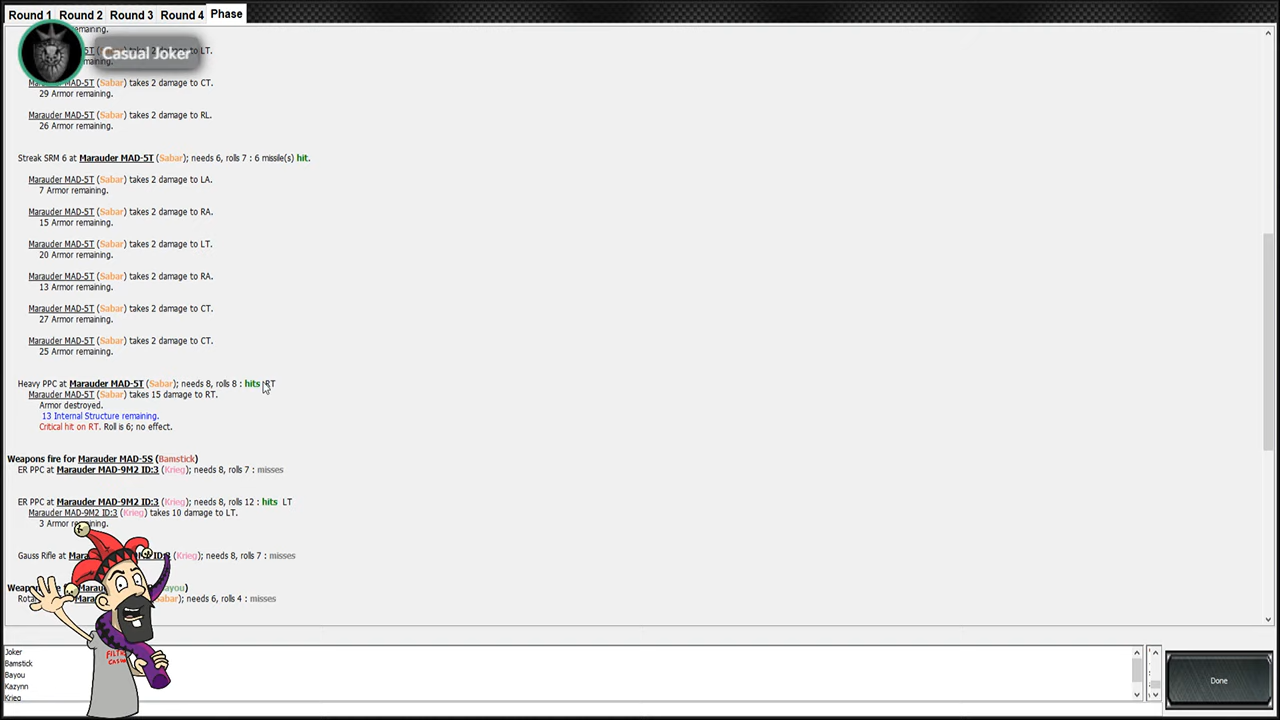 Round 1 Round 2 Round 3 Round 4 Phase
Casual Joker
takes 2 damage to LT.
Marauder MAD-5T (Sabar) takes 2 damage to CT.
29 Armor remaining.
Marauder MAD-5T (Sabar) takes 2 damage to RL.
26 Armor remaining.
Streak SRM 6 at Marauder MAD-5T (Sabar); needs 6, rolls 7 : 6 missile(s) hit.
Marauder MAD-5T (Sabar) takes 2 damage to LA.
7 Armor remaining.
Marauder MAD-5T (Sabar) takes 2 damage to RA.
15 Armor remaining.
Marauder MAD-5T (Sabar) takes 2 damage to LT.
20 Armor remaining.
Marauder MAD-5T (Sabar) takes 2 damage to RA.
13 Armor remaining.
Marauder MAD-5T (Sabar) takes 2 damage to CT.
27 Armor remaining.
Marauder MAD-5T (Sabar) takes 2 damage to CT.
25 Armor remaining.
Heavy PPC at Marauder MAD-5T (Sabar); needs 8, rolls 8 : hits RT
Marauder MAD-5T (Sabar) takes 15 damage to RT.
Armor destroyed.
13 Internal Structure remaining.
Critical hit on RT. Roll is 6; no effect.
Weapons fire for Marauder MAD-5S (Bamstick)
ER PPC at Marauder MAD-9M2 ID:3 (Krieg); needs 8, rolls 7 : misses
ER PPC at Marauder MAD-9M2 ID:3 (Krieg); needs 8, rolls 12 : hits LT
Marauder MAD-9M2 ID:3 (Krieg) takes 10 damage to LT.
3 Armor remaining.
Gauss Rifle at (Krieg); needs 8, rolls 7 : misses
needs 6, rolls 4 : misses
Joker
Bamstick
Bayou
Kazynn
Krieg
Done